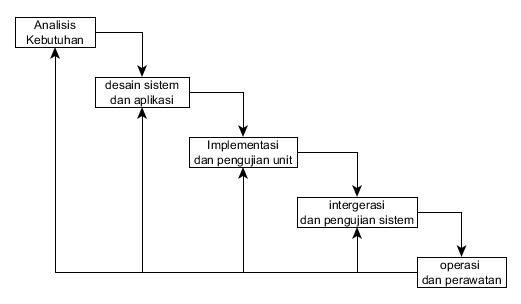 Analisis
Kebutuhan
desain sistem
dan aplikasi
Implementasi
dan pengujian unit
intergerasi
dan pengujian sistem
operasi
dan perawatan